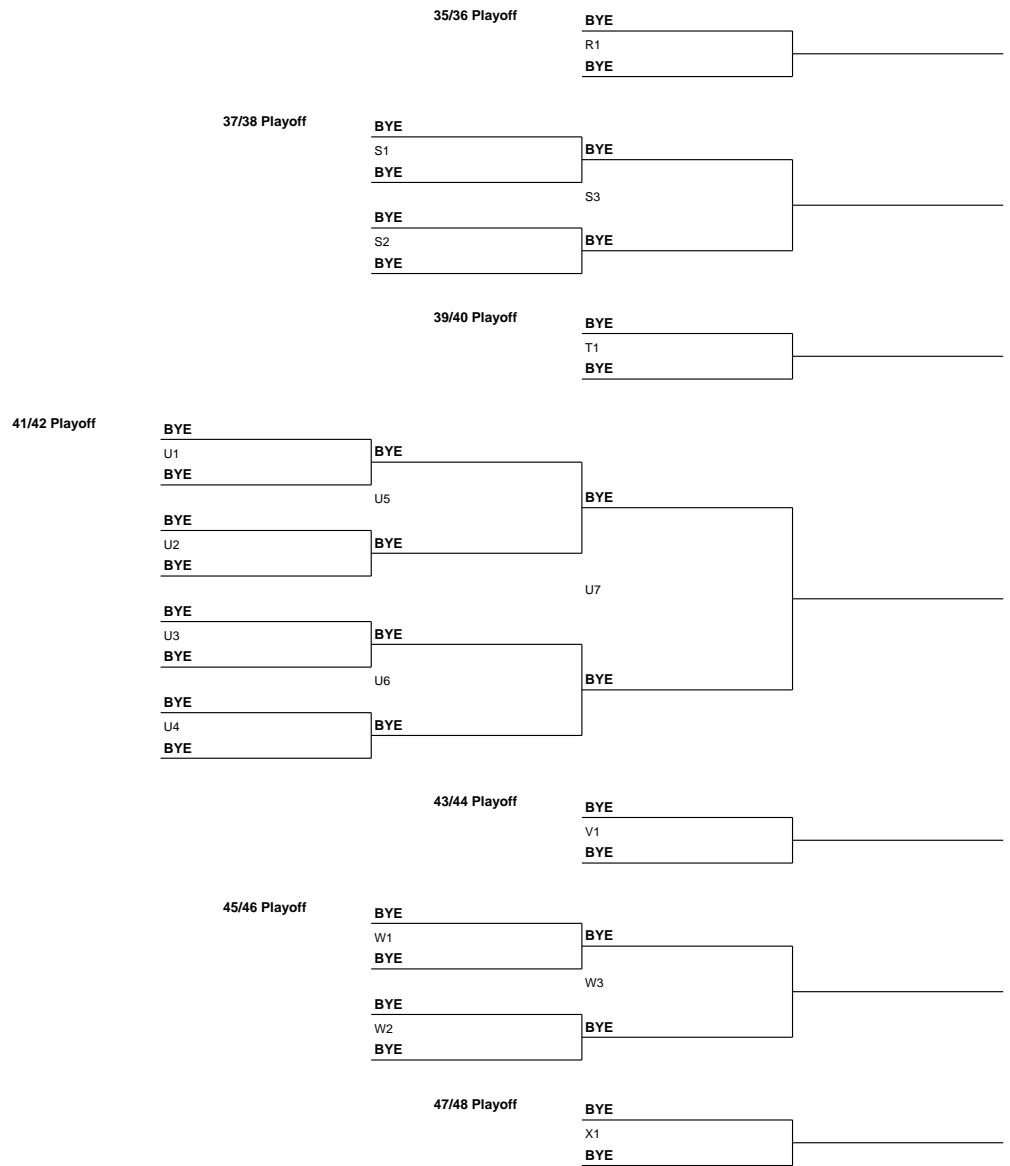 35/36 Playoff
BYE
R1
BYE
37/38 Playoff
BYE
S1
BYE
BYE
S3
BYE
S2
BYE
BYE
39/40 Playoff
BYE
T1
BYE
41/42 Playoff
BYE
U1
BYE
BYE
U5
BYE
BYE
U2
BYE
BYE
U7
BYE
U3
BYE
BYE
U6
BYE
BYE
U4
BYE
BYE
43/44 Playoff
BYE
V1
BYE
45/46 Playoff
BYE
W1
BYE
BYE
W3
BYE
W2
BYE
BYE
47/48 Playoff
BYE
X1
BYE